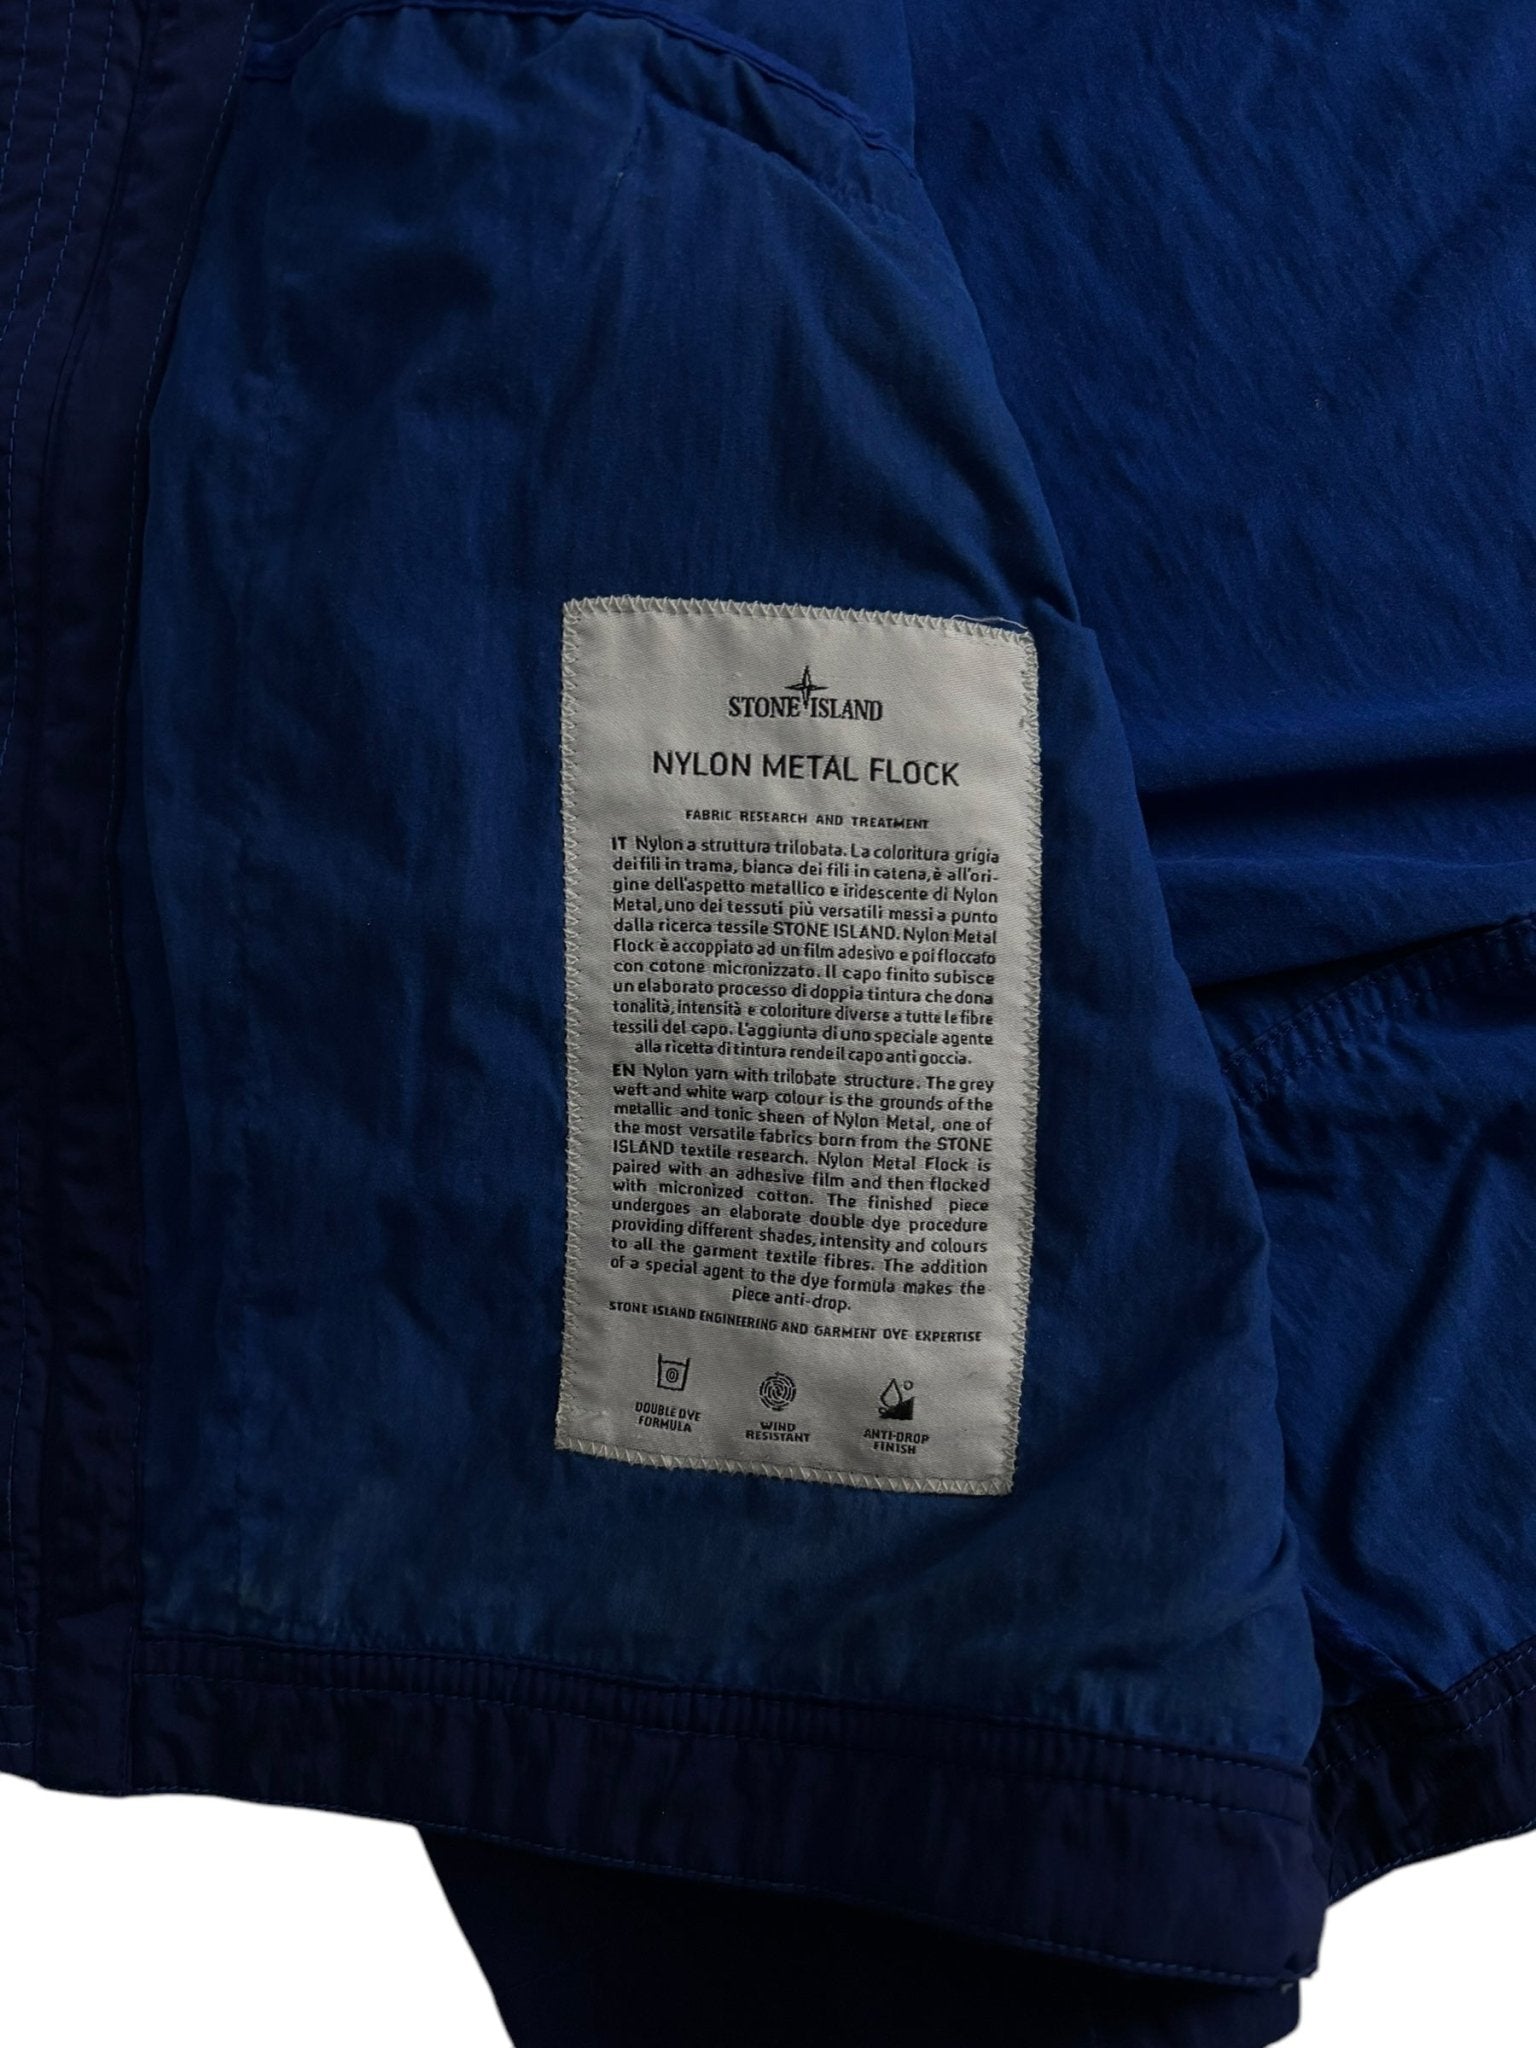 STONE ISLAND
NYLON METAL FLOCK
FABRIC RESEARCH AND TREATMENT
IT Nylon a struttura trilobata. La coloritura grigia
dei fili in trama, bianca dei fili in catena, è all'ori-
gine dell'aspetto metallico e iridescente di Nylon
Metal, uno dei tessuti più versatili messi a punto
dalla ricerca tessile STONE ISLAND. Nylon Metal
Flock è accoppiato ad un film adesivo e poi floccato
con cotone micronizzato. Il capo finito subisce
un elaborato processo di doppia tintura che dona
tonalità, intensità e coloriture diverse a tutte le fibre
tessili del capo. L'aggiunta di uno speciale agente
alla ricetta di tintura rende il capo anti goccia.
EN Nylon yarn with trilobate structure. The grey
weft and white warp colour is the grounds of the
metallic and tonic sheen of Nylon Metal, one of
the most versatile fabrics born from the STONE
ISLAND textile research. Nylon Metal Flock is
paired with an adhesive film and then flocked
with micronized cotton. The finished piece
undergoes an elaborate double dye procedure
providing different shades, intensity and colours
to all the garment textile fibres. The addition
of a special agent to the dye formula makes the
piece anti-drop.
STONE ISLAND ENGINEERING AND GARMENT DYE EXPERTISE
DOUBLE DYE
FORMULA
WIND
RESISTANT
ANTI-DROP
FINISH